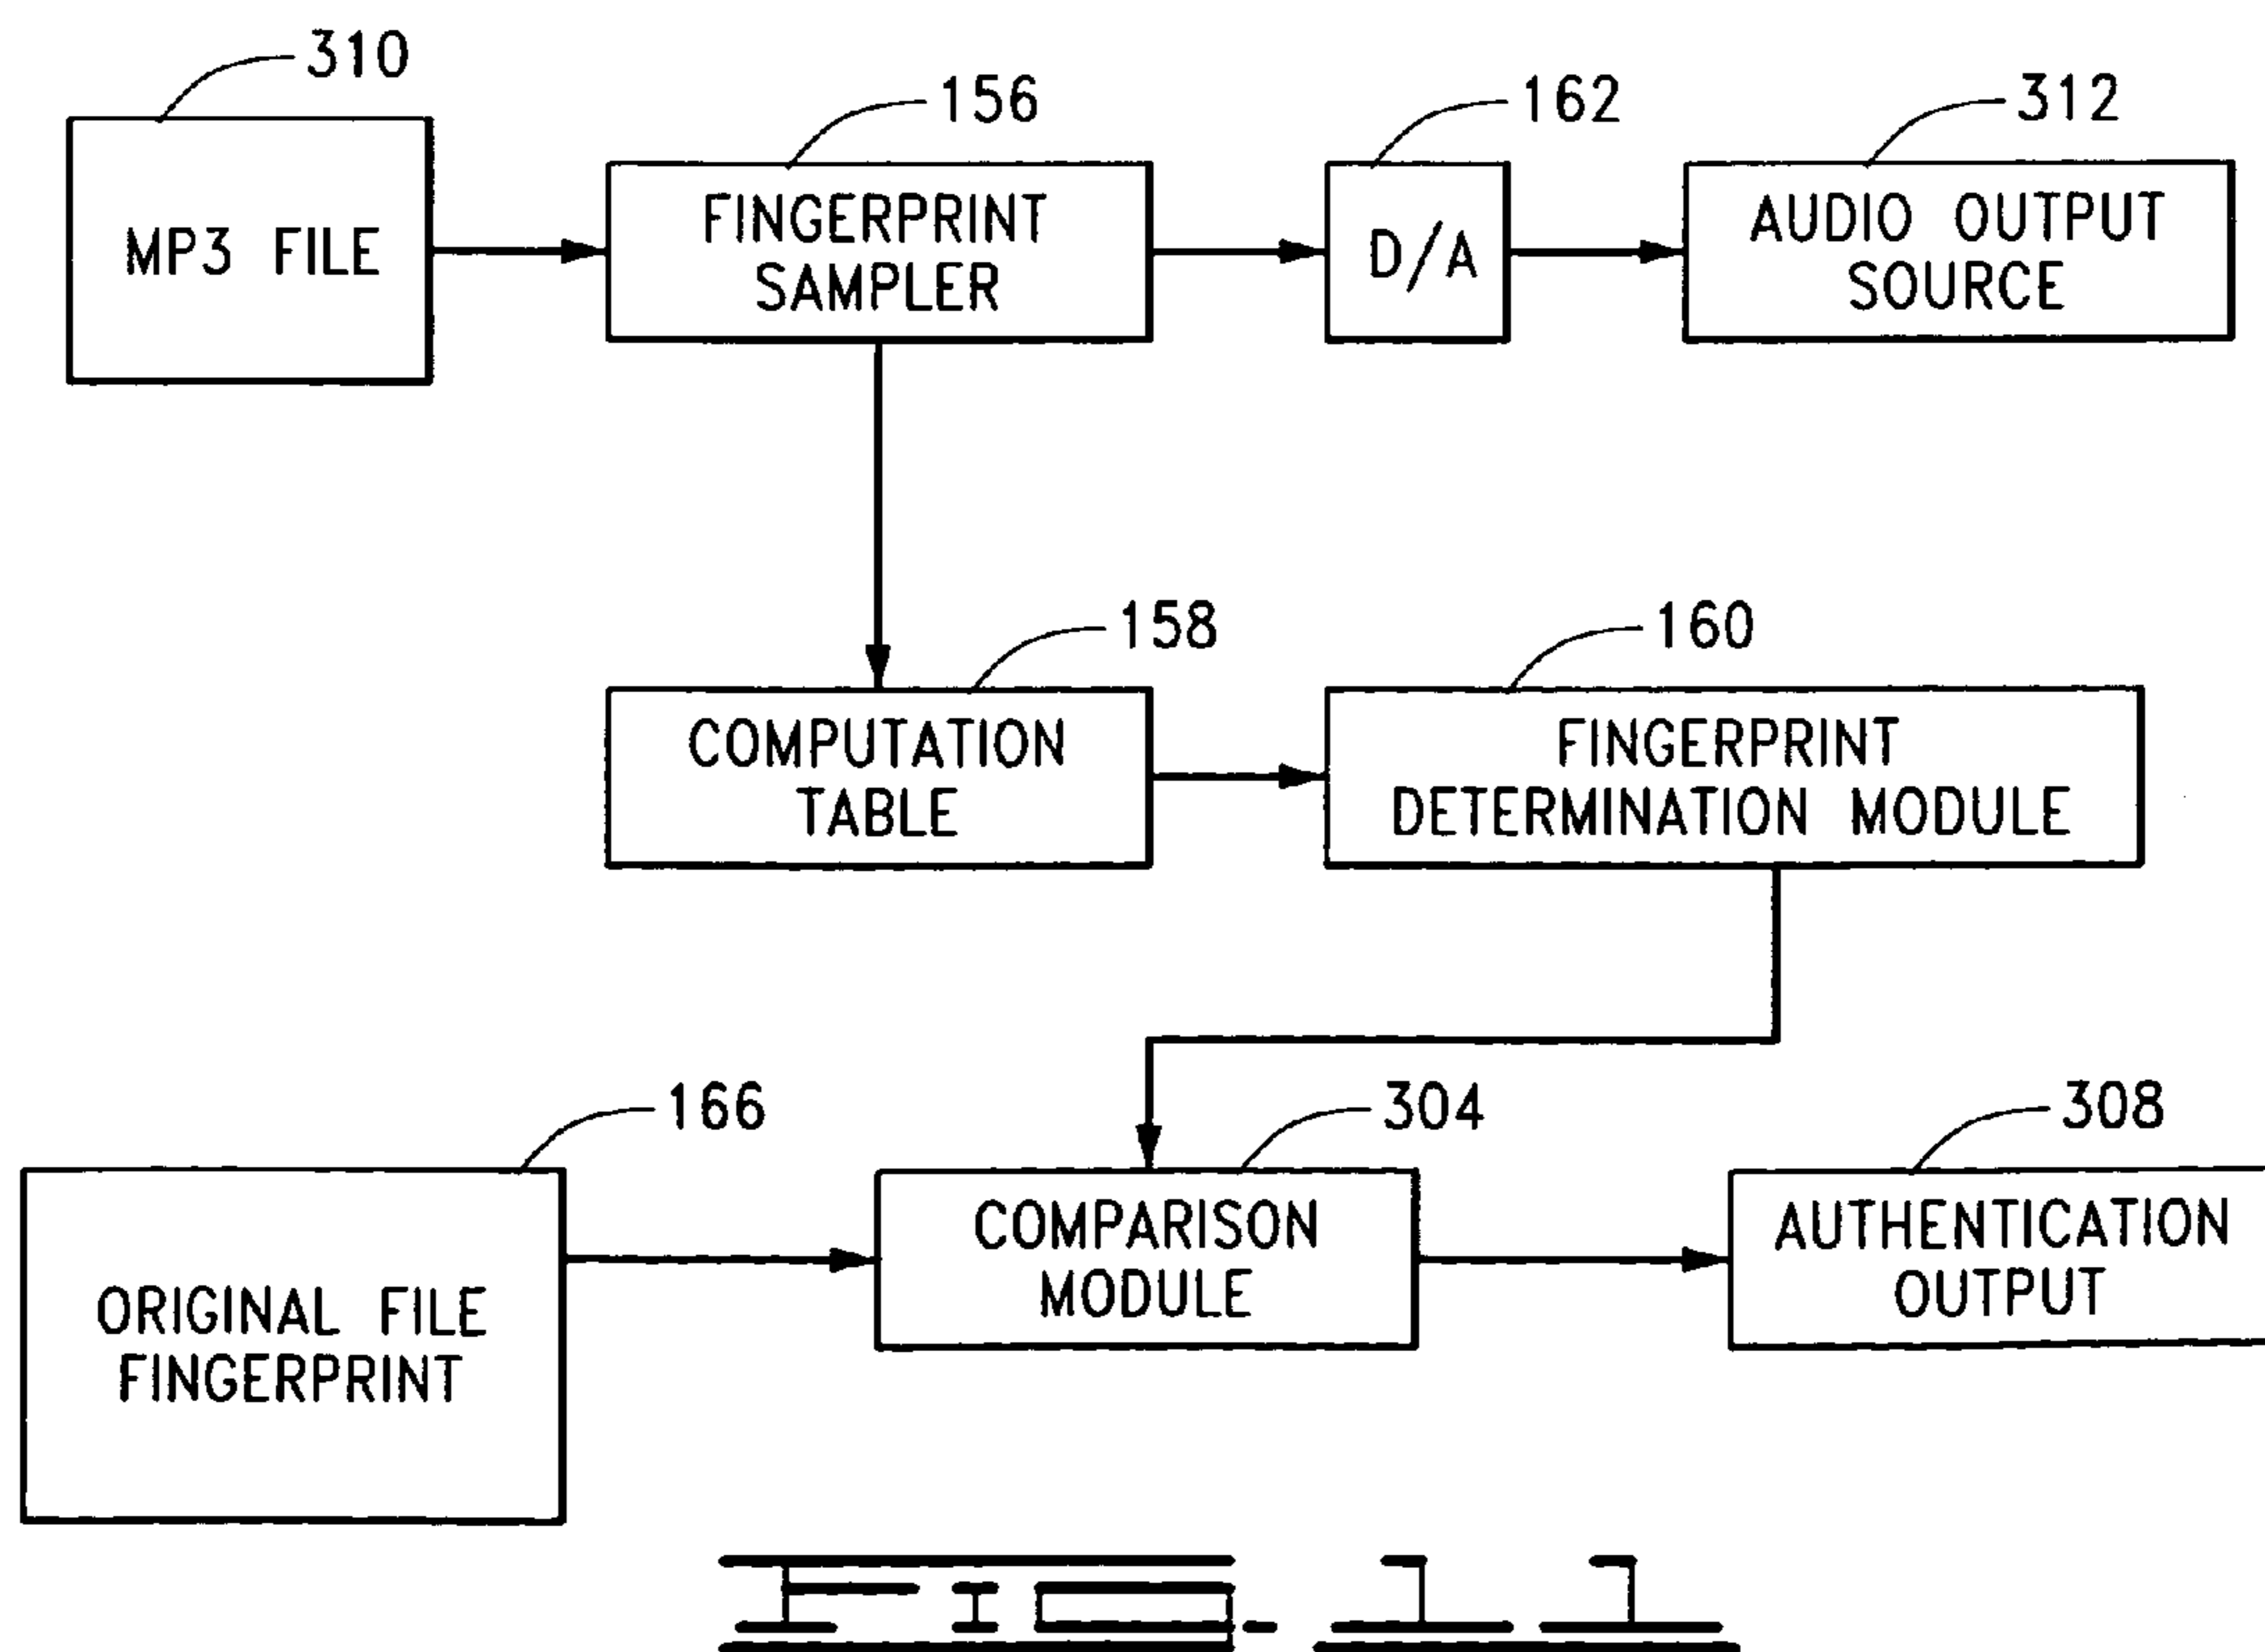 310
156
162
312
MP3 FILE
FINGERPRINT
SAMPLER
D/A
AUDIO OUTPUT
SOURCE
158
160
COMPUTATION
TABLE
FINGERPRINT
DETERMINATION MODULE
166
304
308
ORIGINAL FILE
FINGERPRINT
COMPARISON
MODULE
AUTHENTICATION
OUTPUT
Fig. 11